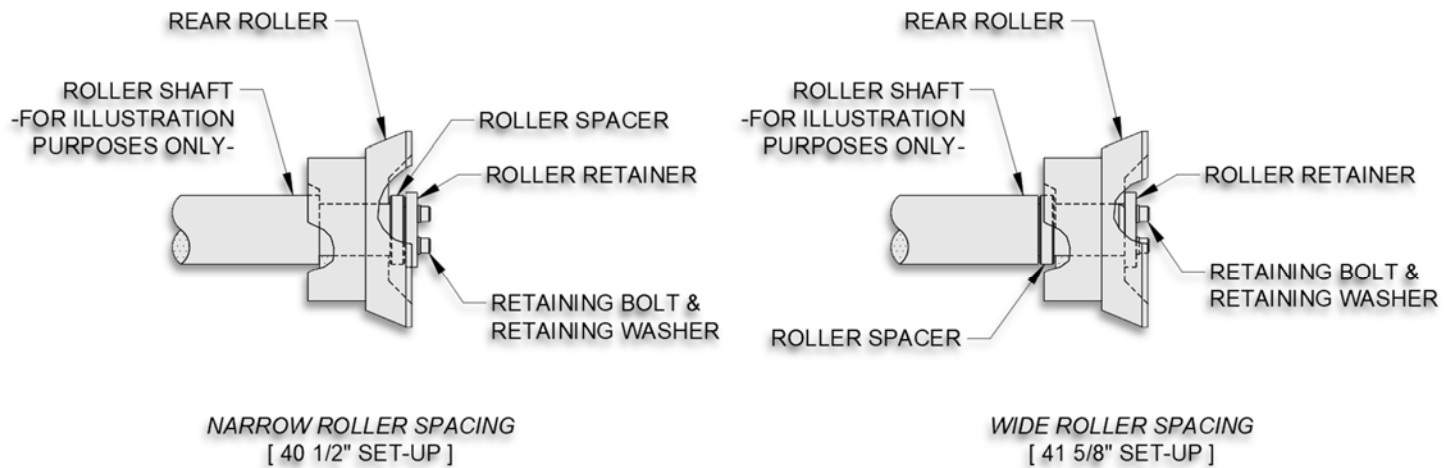 REAR ROLLER
ROLLER SHAFT
-FOR ILLUSTRATION
PURPOSES ONLY-
ROLLER SPACER
ROLLER RETAINER
RETAINING BOLT &
RETAINING WASHER
NARROW ROLLER SPACING
[ 40 1/2" SET-UP ]
REAR ROLLER
ROLLER SHAFT
-FOR ILLUSTRATION
PURPOSES ONLY-
ROLLER RETAINER
RETAINING BOLT &
RETAINING WASHER
ROLLER SPACER
WIDE ROLLER SPACING
[ 41 5/8" SET-UP ]